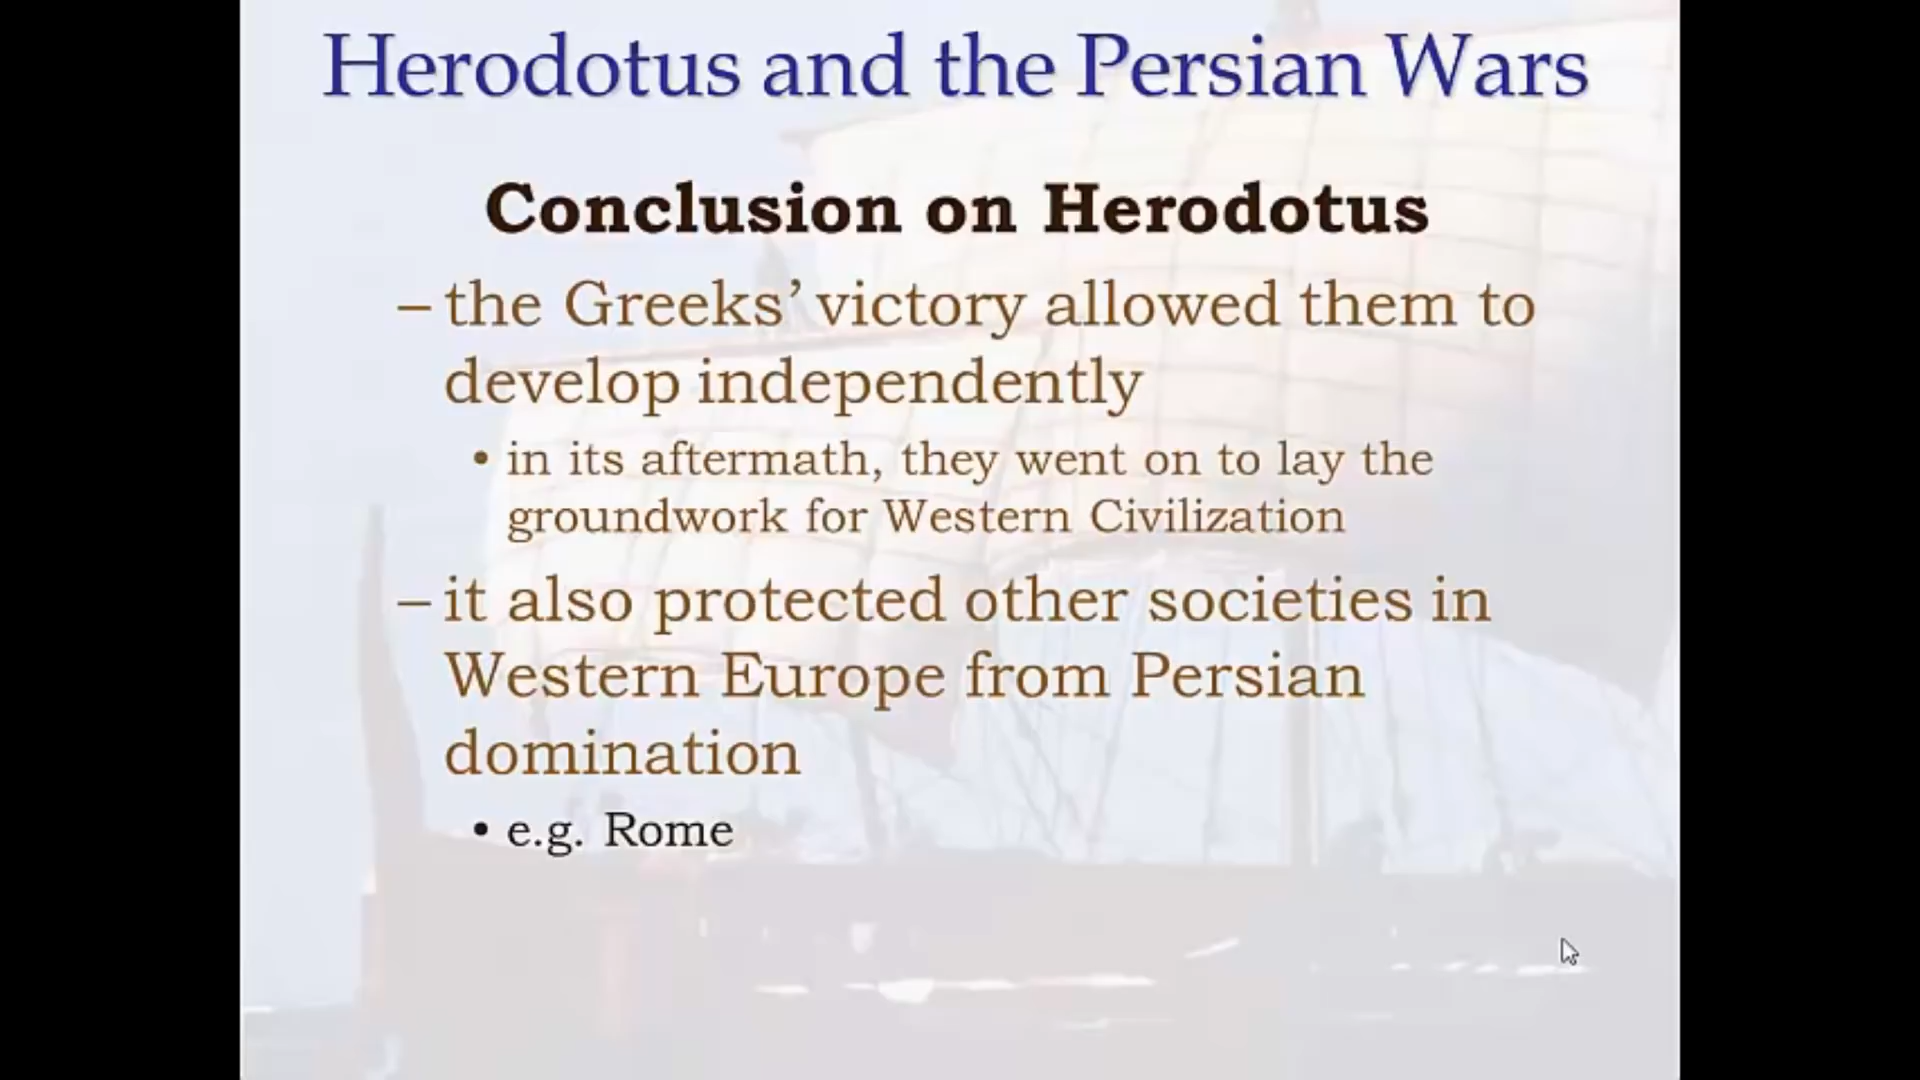 Herodotus and the Persian Wars
Conclusion on Herodotus
– the Greeks’ victory allowed them to
develop independently
• in its aftermath, they went on to lay the
groundwork for Western Civilization
– it also protected other societies in
Western Europe from Persian
domination
• e.g. Rome